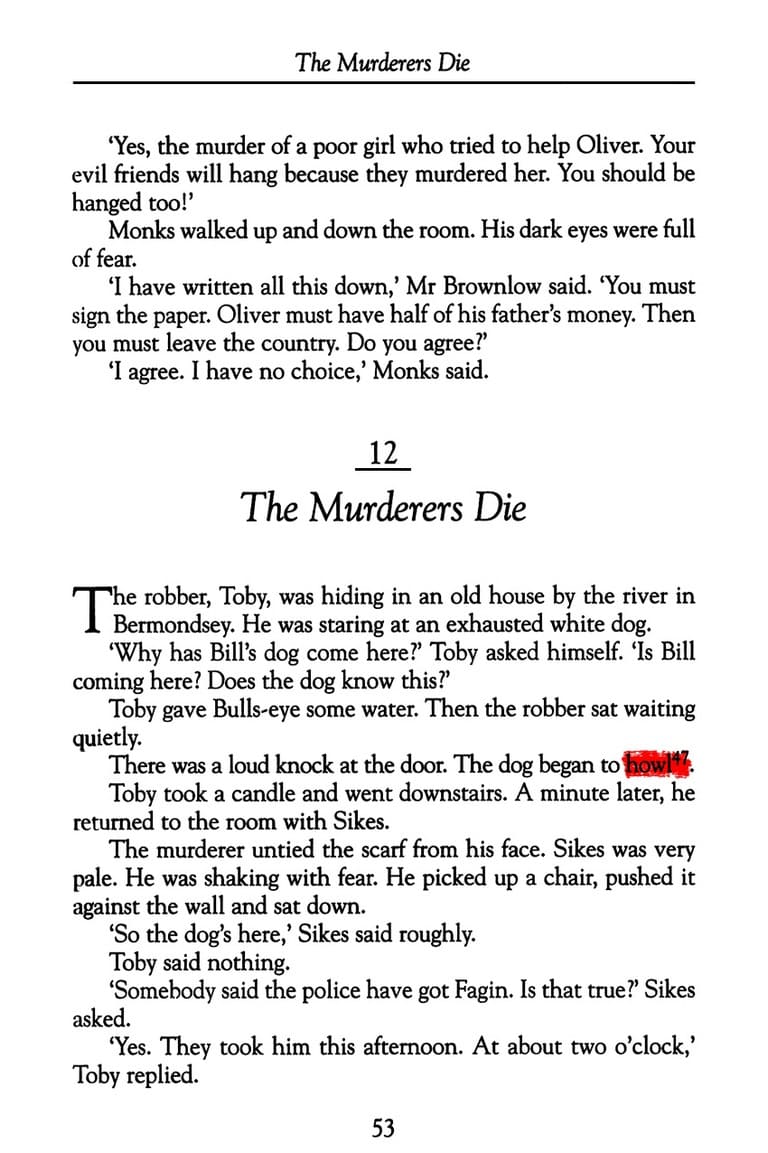 The Murderers Die
‘Yes, the murder of a poor girl who tried to help Oliver. Your
evil friends will hang because they murdered her. You should be
hanged too!’
Monks walked up and down the room. His dark eyes were full
of fear.
‘I have written all this down,’ Mr Brownlow said. ‘You must
sign the paper. Oliver must have half of his father’s money. Then
you must leave the country. Do you agree?’
‘I agree. I have no choice,’ Monks said.
12
The Murderers Die
The robber, Toby, was hiding in an old house by the river in
Bermondsey. He was staring at an exhausted white dog.
‘Why has Bill’s dog come here?’ Toby asked himself. ‘Is Bill
coming here? Does the dog know this?’
Toby gave Bulls-eye some water. Then the robber sat waiting
quietly.
There was a loud knock at the door. The dog began to howl⁴⁷.
Toby took a candle and went downstairs. A minute later, he
returned to the room with Sikes.
The murderer untied the scarf from his face. Sikes was very
pale. He was shaking with fear. He picked up a chair, pushed it
against the wall and sat down.
‘So the dog’s here,’ Sikes said roughly.
Toby said nothing.
‘Somebody said the police have got Fagin. Is that true?’ Sikes
asked.
‘Yes. They took him this afternoon. At about two o’clock,’
Toby replied.
53